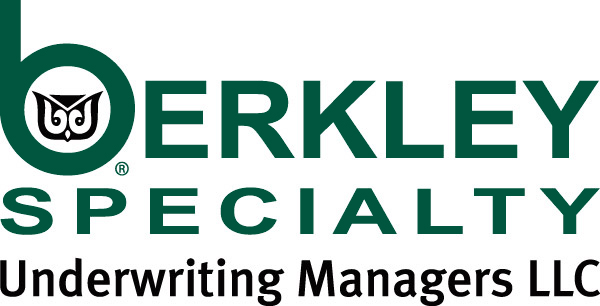 bERKLEY
®
SPECIALTY
Underwriting Managers LLC